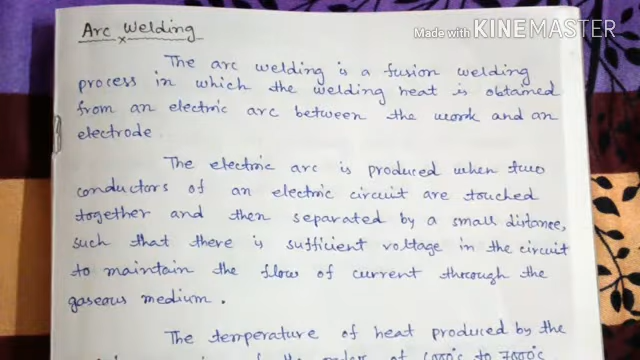 Made with KINEMASTER
Arc Welding
The arc welding is a fusion welding
process in which the welding heat is obtained
from an electric arc between the work and an
electrode
The electric arc is produced when two
conductors of an electric circuit are touched
together and then separated by a small distance,
such that there is sufficient voltage in the circuit
to maintain the flow of current through the
gaseous medium.
The temperature of heat produced by the
of 6000°c to 7000°c